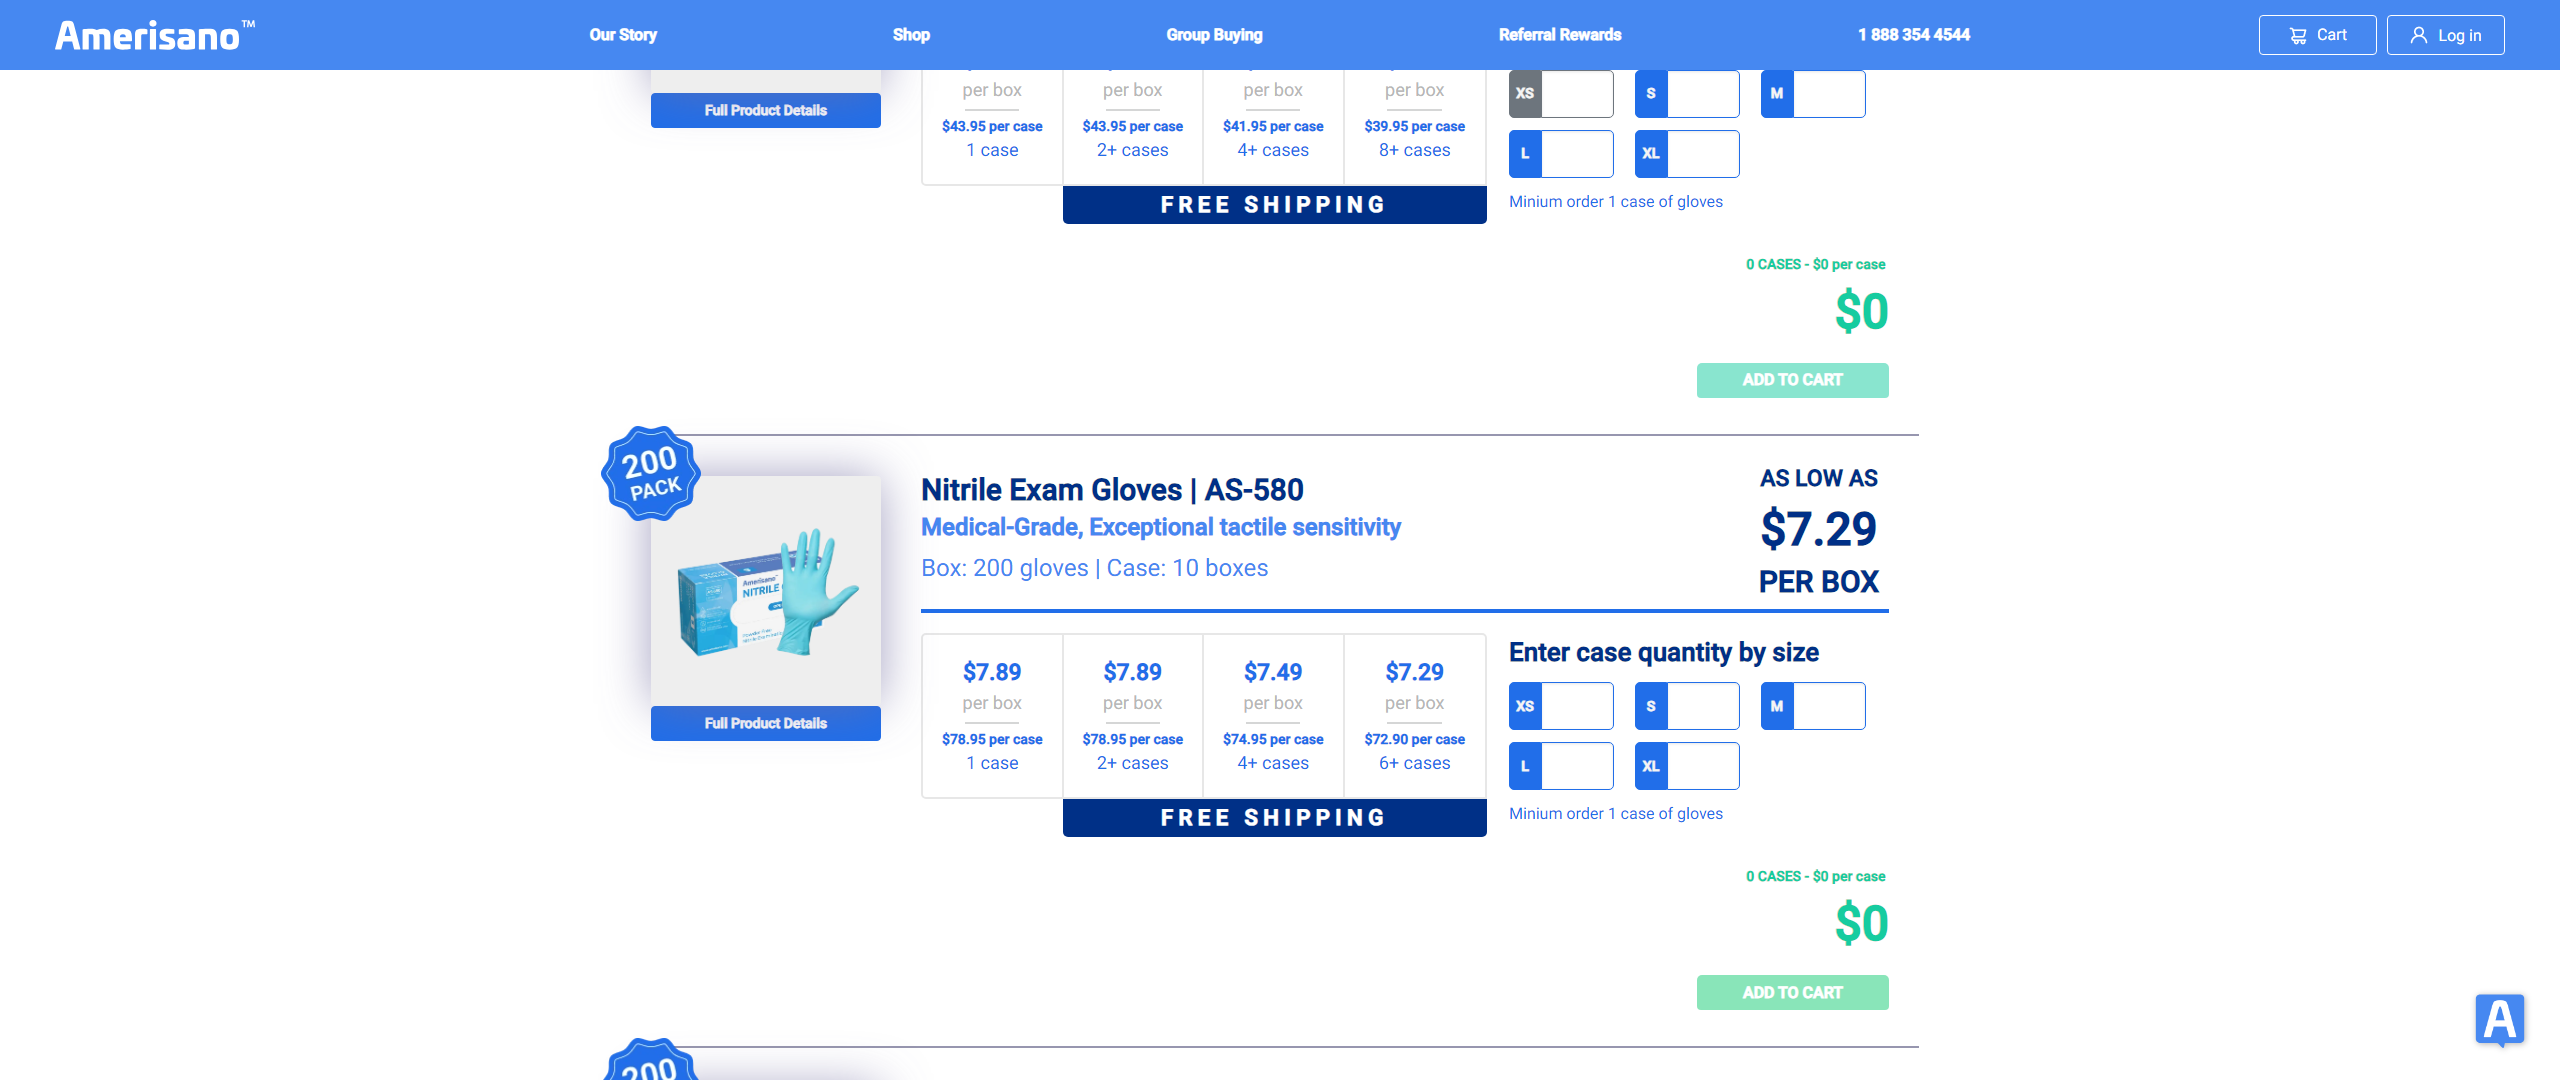 Amerisano™
Our Story
Shop
Group Buying
Referral Rewards
1 888 354 4544
Cart
Log in
Full Product Details
per box
$43.95 per case
1 case
per box
$43.95 per case
2+ cases
per box
$41.95 per case
4+ cases
per box
$39.95 per case
8+ cases
FREE SHIPPING
XS
S
M
L
XL
Minium order 1 case of gloves
0 CASES - $0 per case
$0
ADD TO CART
200
PACK
Amerisano
NITRILE
Full Product Details
Nitrile Exam Gloves | AS-580
Medical-Grade, Exceptional tactile sensitivity
Box: 200 gloves | Case: 10 boxes
AS LOW AS
$7.29
PER BOX
$7.89
per box
$78.95 per case
1 case
$7.89
per box
$78.95 per case
2+ cases
$7.49
per box
$74.95 per case
4+ cases
$7.29
per box
$72.90 per case
6+ cases
FREE SHIPPING
Enter case quantity by size
XS
S
M
L
XL
Minium order 1 case of gloves
0 CASES - $0 per case
$0
ADD TO CART
A
200